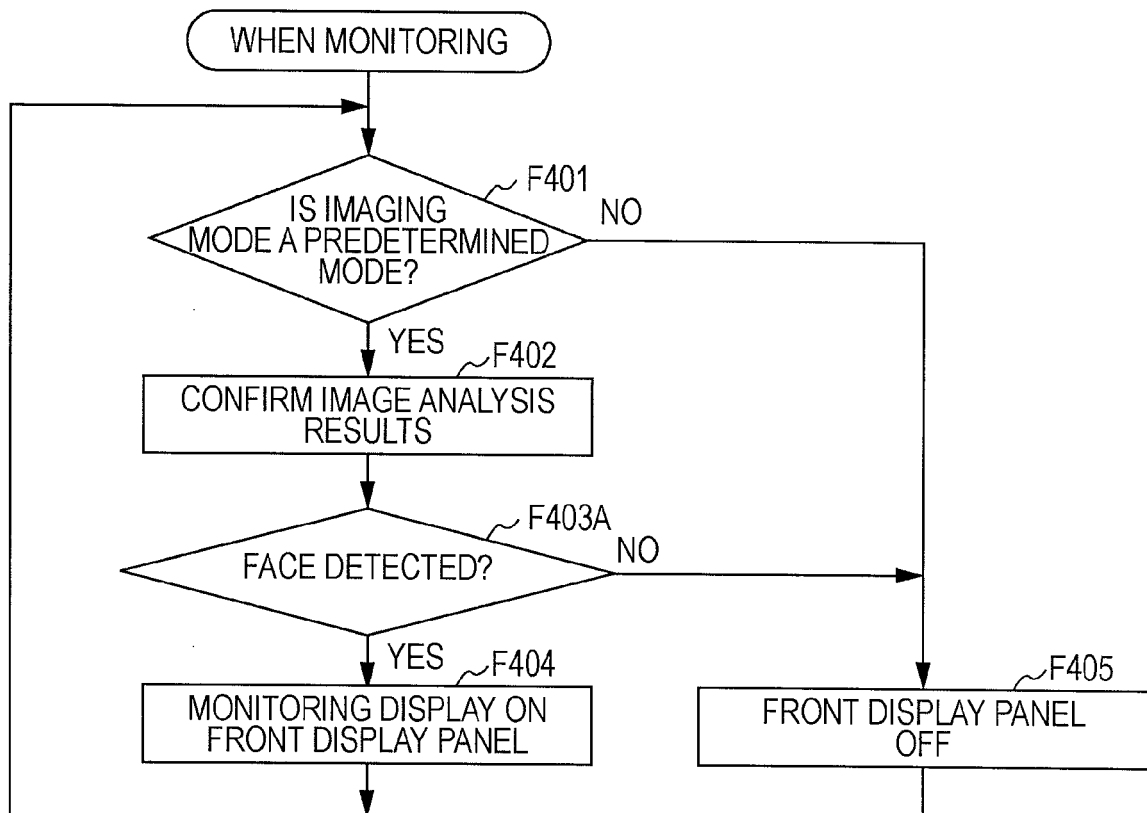 WHEN MONITORING
F401
IS IMAGING
MODE A PREDETERMINED
MODE?
NO
YES
F402
CONFIRM IMAGE ANALYSIS
RESULTS
F403A
FACE DETECTED?
NO
YES
F404
MONITORING DISPLAY ON
FRONT DISPLAY PANEL
F405
FRONT DISPLAY PANEL
OFF